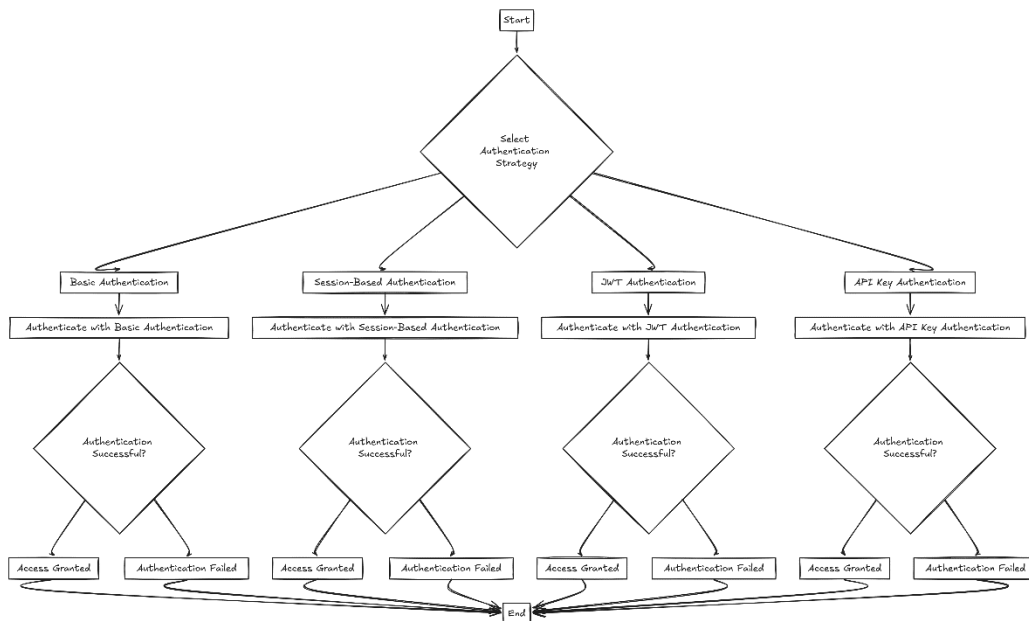 Start
Select
Authentication
Strategy
Basic Authentication
Session-Based Authentication
JWT Authentication
API Key Authentication
Authenticate with Basic Authentication
Authenticate with Session-Based Authentication
Authenticate with JWT Authentication
Authenticate with API Key Authentication
Authentication
Successful?
Authentication
Successful?
Authentication
Successful?
Authentication
Successful?
Access Granted
Authentication Failed
Access Granted
Authentication Failed
Access Granted
Authentication Failed
Access Granted
Authentication Failed
End